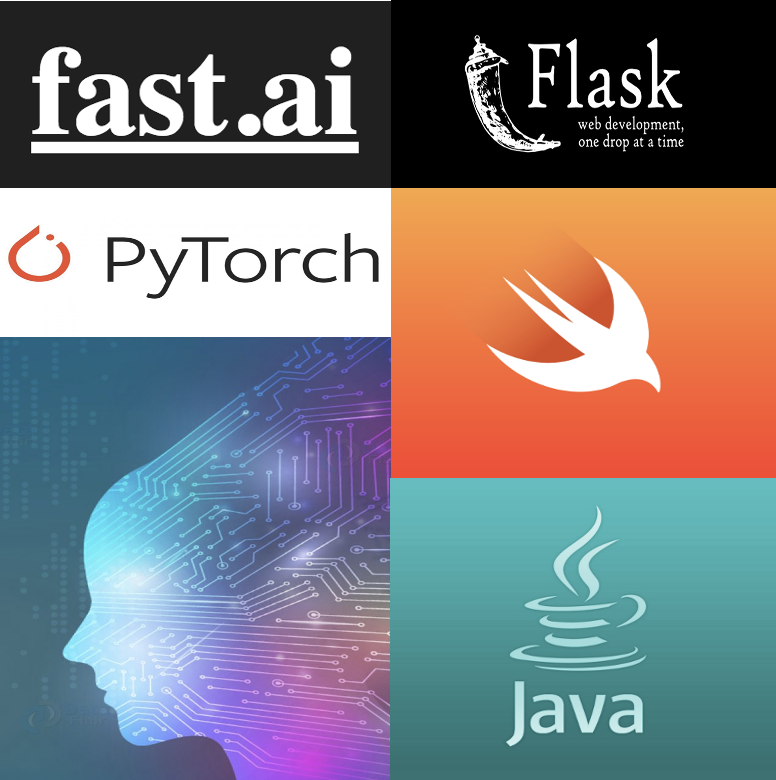 fast.ai
Flask
web development,
one drop at a time
PyTorch
Java